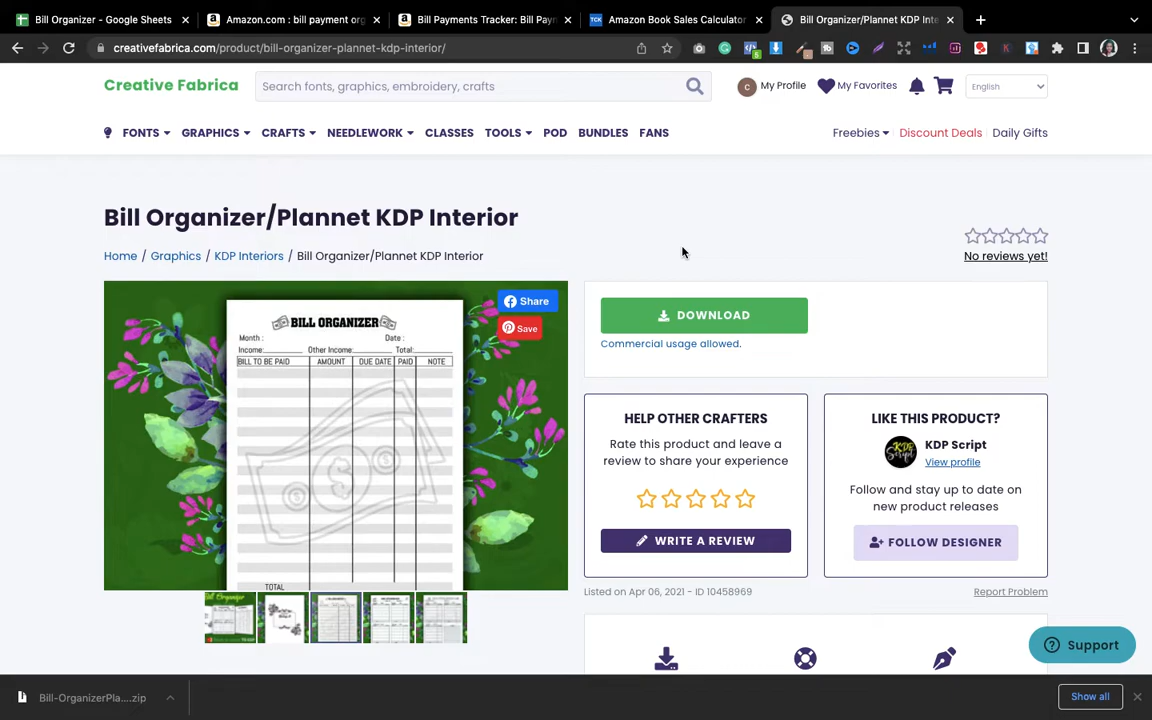 Bill Organizer - Google Sheets
Amazon.com : bill payment org
Bill Payments Tracker: Bill Payn
TCK
Amazon Book Sales Calculator
Bill Organizer/Plannet KDP Inte
creativefabrica.com/product/bill-organizer-plannet-kdp-interior/
Creative Fabrica
Search fonts, graphics, embroidery, crafts
C
My Profile
My Favorites
English
FONTS
GRAPHICS
CRAFTS
NEEDLEWORK
CLASSES
TOOLS
POD
BUNDLES
FANS
Freebies
Discount Deals
Daily Gifts
Bill Organizer/Plannet KDP Interior
Home / Graphics / KDP Interiors / Bill Organizer/Plannet KDP Interior
No reviews yet!
Share
Save
BILL ORGANIZER
Month :
Date :
Income:
Other Income:
Total:
BILL TO BE PAID
AMOUNT
DUE DATE
PAID
NOTE
TOTAL
DOWNLOAD
Commercial usage allowed.
HELP OTHER CRAFTERS
Rate this product and leave a
review to share your experience
WRITE A REVIEW
LIKE THIS PRODUCT?
KDP Script
View profile
Follow and stay up to date on
new product releases
FOLLOW DESIGNER
Listed on Apr 06, 2021 - ID 10458969
Report Problem
Support
Bill-OrganizerPla....zip
Show all